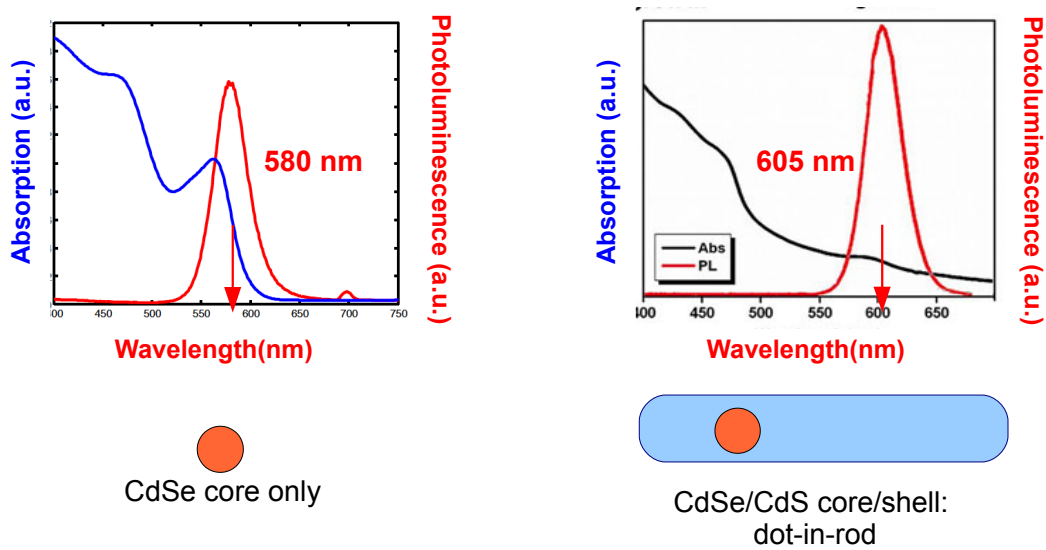 Absorption (a.u.)
Photoluminescence (a.u.)
580 nm
400 450 500 550 600 650 700 750
Wavelength(nm)
CdSe core only
Absorption (a.u.)
Photoluminescence (a.u.)
605 nm
Abs
PL
400 450 500 550 600 650
Wavelength(nm)
CdSe/CdS core/shell:
dot-in-rod